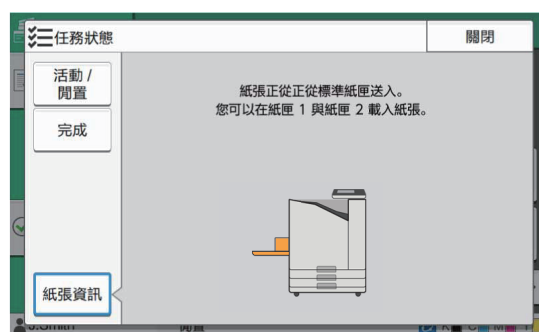 任務狀態
關閉
活動 /
閒置
完成
紙張資訊
紙張正從正從標準紙匣送入。
您可以在紙匣 1 與紙匣 2 載入紙張。
J.Smith
閒置
K C M Y